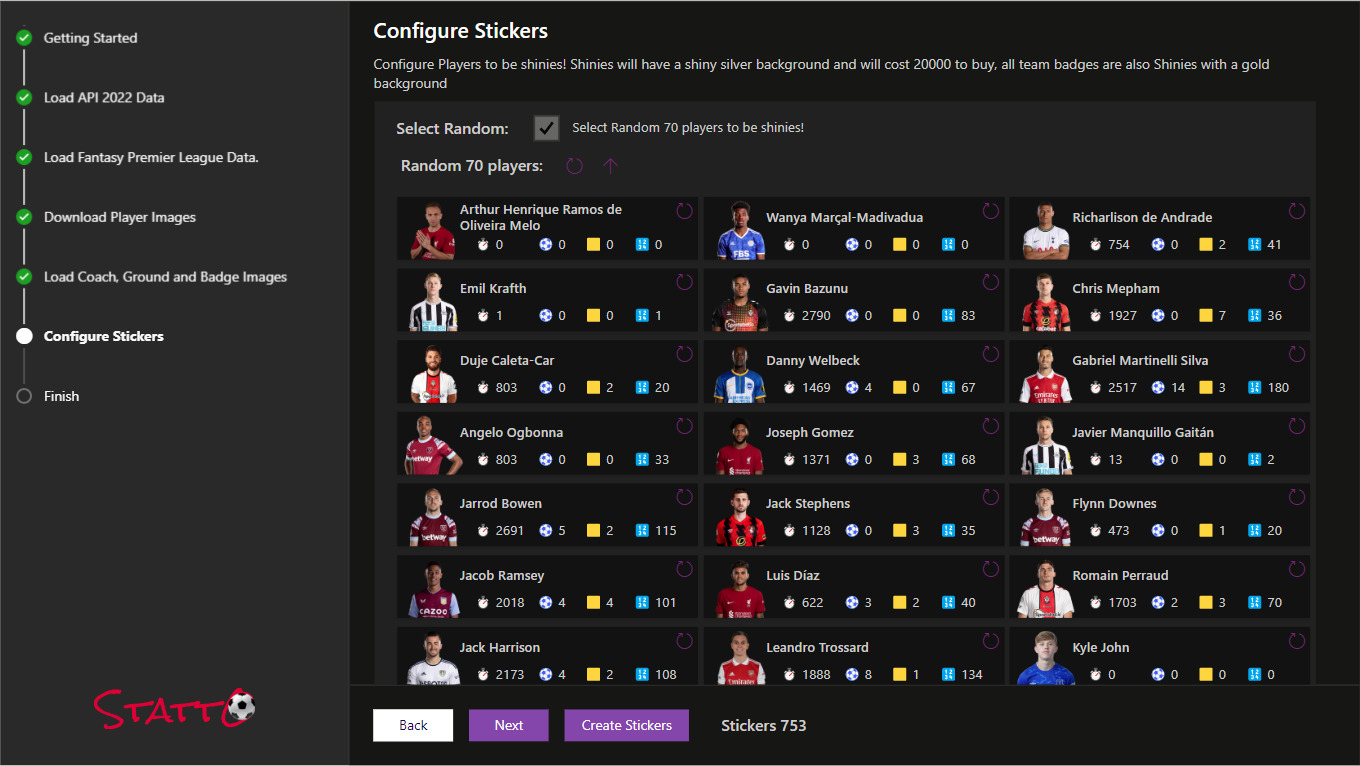 Getting Started
Load API 2022 Data
Load Fantasy Premier League Data.
Download Player Images
Load Coach, Ground and Badge Images
Configure Stickers
Finish
STATTO
Configure Stickers
Configure Players to be shinies! Shinies will have a shiny silver background and will cost 20000 to buy, all team badges are also Shinies with a gold
background
Select Random: Select Random 70 players to be shinies!
Random 70 players:
Arthur Henrique Ramos de
Oliveira Melo
0 0 0 0
Wanya Marçal-Madivadua
0 0 0 0
Richarlison de Andrade
754 0 2 41
Emil Krafth
1 0 0 1
Gavin Bazunu
2790 0 0 83
Chris Mepham
1927 0 7 36
Duje Caleta-Car
803 0 2 20
Danny Welbeck
1469 4 0 67
Gabriel Martinelli Silva
2517 14 3 180
Angelo Ogbonna
803 0 0 33
Joseph Gomez
1371 0 3 68
Javier Manquillo Gaitán
13 0 0 2
Jarrod Bowen
2691 5 2 115
Jack Stephens
1128 0 3 35
Flynn Downes
473 0 1 20
Jacob Ramsey
2018 4 4 101
Luis Díaz
622 3 2 40
Romain Perraud
1703 2 3 70
Jack Harrison
2173 4 2 108
Leandro Trossard
1888 8 1 134
Kyle John
0 0 0 0
Back Next Create Stickers Stickers 753